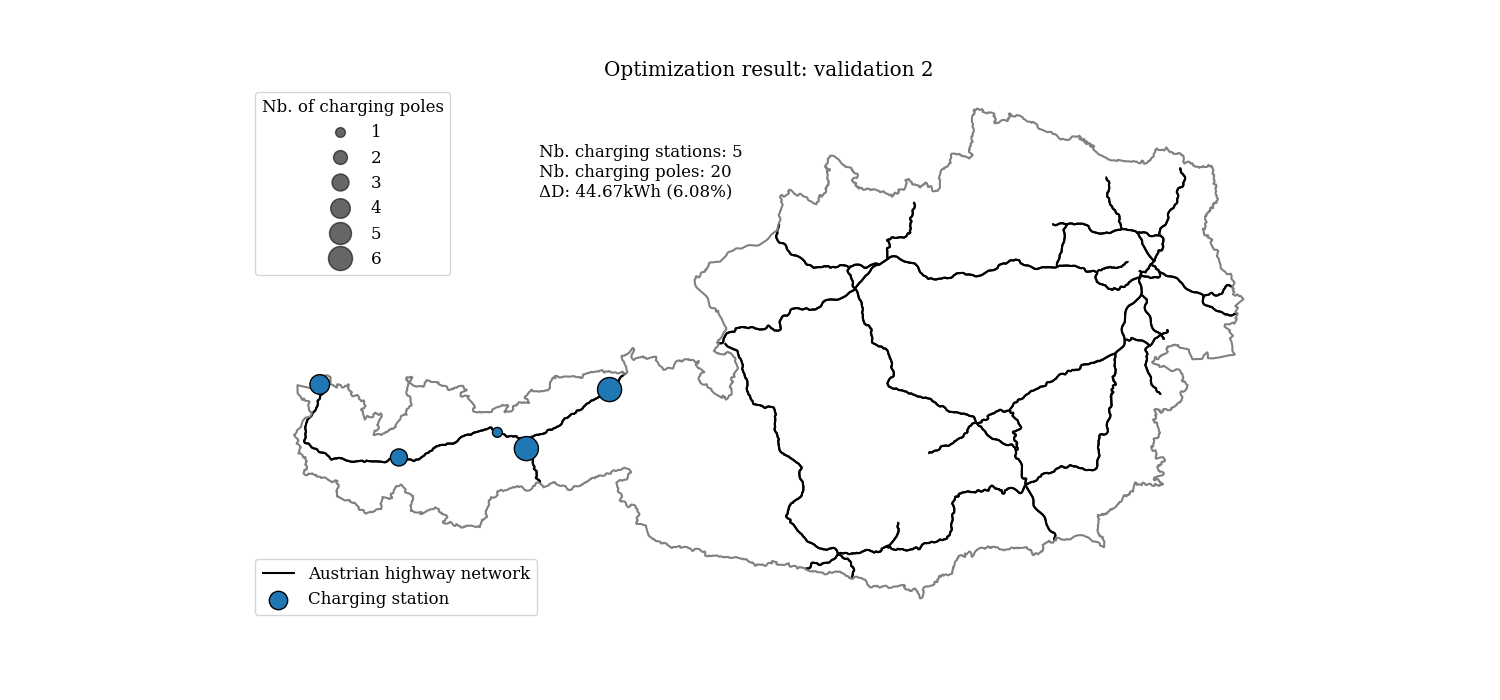 Optimization result: validation 2
Nb. of charging poles
1
2
3
4
5
6
Nb. charging stations: 5
Nb. charging poles: 20
ΔD: 44.67kWh (6.08%)
Austrian highway network
Charging station